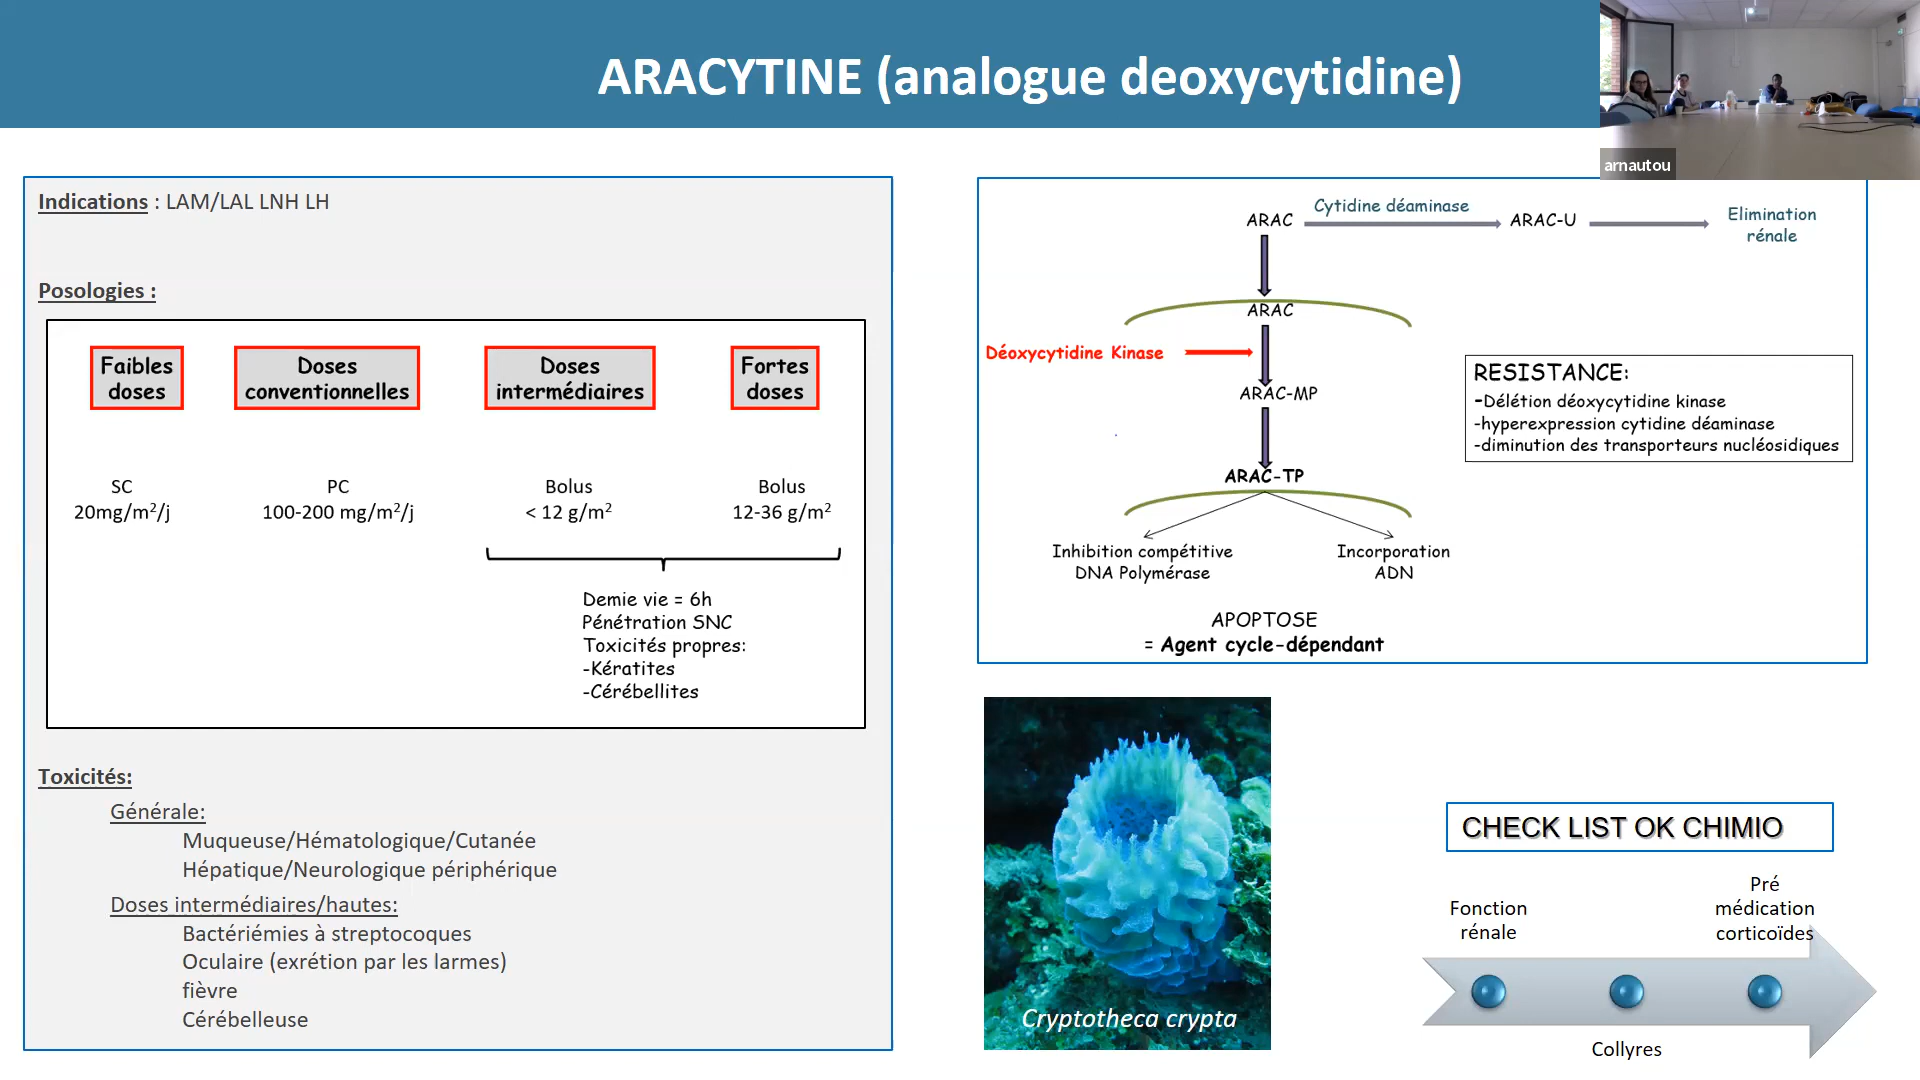 ARACYTINE (analogue deoxycytidine)
arnautou
Indications : LAM/LAL LNH LH
Posologies :
Faibles
doses
Doses
conventionnelles
Doses
intermédiaires
Fortes
doses
SC
20mg/m²/j
PC
100-200 mg/m²/j
Bolus
< 12 g/m²
Bolus
12-36 g/m²
Demie vie = 6h
Pénétration SNC
Toxicités propres:
-Kératites
-Cérébellites
Toxicités:
Générale:
Muqueuse/Hématologique/Cutanée
Hépatique/Neurologique périphérique
Doses intermédiaires/hautes:
Bactériémies à streptocoques
Oculaire (exrétion par les larmes)
fièvre
Cérébelleuse
ARAC
Cytidine déaminase
ARAC-U
Elimination
rénale
ARAC
Déoxycytidine Kinase
ARAC-MP
ARAC-TP
Inhibition compétitive
DNA Polymérase
Incorporation
ADN
APOPTOSE
= Agent cycle-dépendant
RESISTANCE:
-Délétion déoxycytidine kinase
-hyperexpression cytidine déaminase
-diminution des transporteurs nucléosidiques
Cryptotheca crypta
CHECK LIST OK CHIMIO
Fonction
rénale
Collyres
Pré
médication
corticoïdes